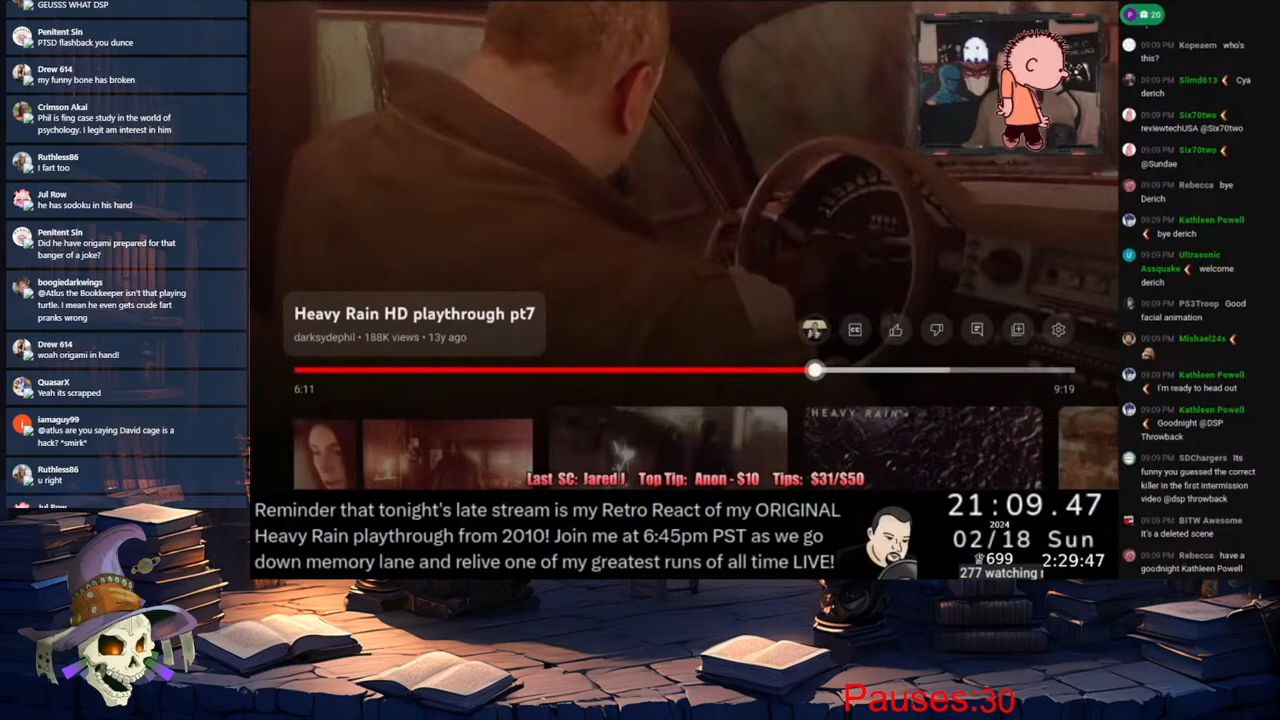 GEUSSS WHAT DSP
Penitent Sin
PTSD flashback you dunce
Drew 614
my funny bone has broken
Crimson Akai
Phil is fing case study in the world of
psychology. I legit am interest in him
Ruthless86
I fart too
Jul Row
he has sodoku in his hand
Penitent Sin
Did he have origami prepared for that
banger of a joke?
boogiedarkwings
@Atlus the Bookkeeper isn't that playing
turtle. I mean he even gets crude fart
pranks wrong
Drew 614
woah origami in hand!
QuasarX
Yeah its scrapped
iamaguy99
@atlus are you saying David cage is a
hack? *smirk*
Ruthless86
u right
Jul Row
Heavy Rain HD playthrough pt7
darksydephil • 188K views • 13y ago
CC
6:11
9:19
HEAVY RAIN
Last SC: Jared J Top Tip: Anon - $10 Tips: $31/$50
Reminder that tonight's late stream is my Retro React of my ORIGINAL
Heavy Rain playthrough from 2010! Join me at 6:45pm PST as we go
down memory lane and relive one of my greatest runs of all time LIVE!
21:09.47
2024
02/18 Sun
699
2:29:47
277 watching
P 20
09:09 PM Kopeaem who's
this?
09:09 PM Slimd613 Cya
derich
09:09 PM Six70two
reviewtechUSA @Six70two
09:09 PM Six70two
@Sundae
09:09 PM Rebecca bye
Derich
09:09 PM Kathleen Powell
bye derich
09:09 PM Ultrasonic
Assquake welcome
derich
09:09 PM PS3Troop Good
facial animation
09:09 PM Mishael24s
09:09 PM Kathleen Powell
I'm ready to head out
09:09 PM Kathleen Powell
Goodnight @DSP
Throwback
09:09 PM SDChargers Its
funny you guessed the correct
killer in the first intermission
video @dsp throwback
09:09 PM BITW Awesome
It's a deleted scene
09:09 PM Rebecca have a
goodnight Kathleen Powell
Pauses:30